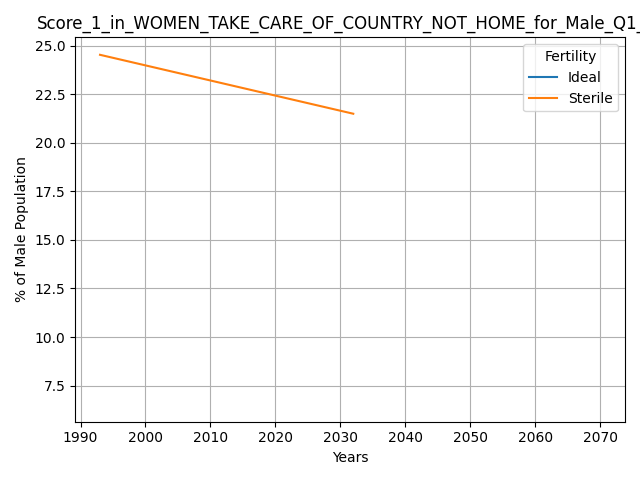 Score_1_in_WOMEN_TAKE_CARE_OF_COUNTRY_NOT_HOME_for_Male_Q1_
25.0
22.5
20.0
17.5
15.0
12.5
10.0
7.5
% of Male Population
Fertility
Ideal
Sterile
1990 2000 2010 2020 2030 2040 2050 2060 2070
Years